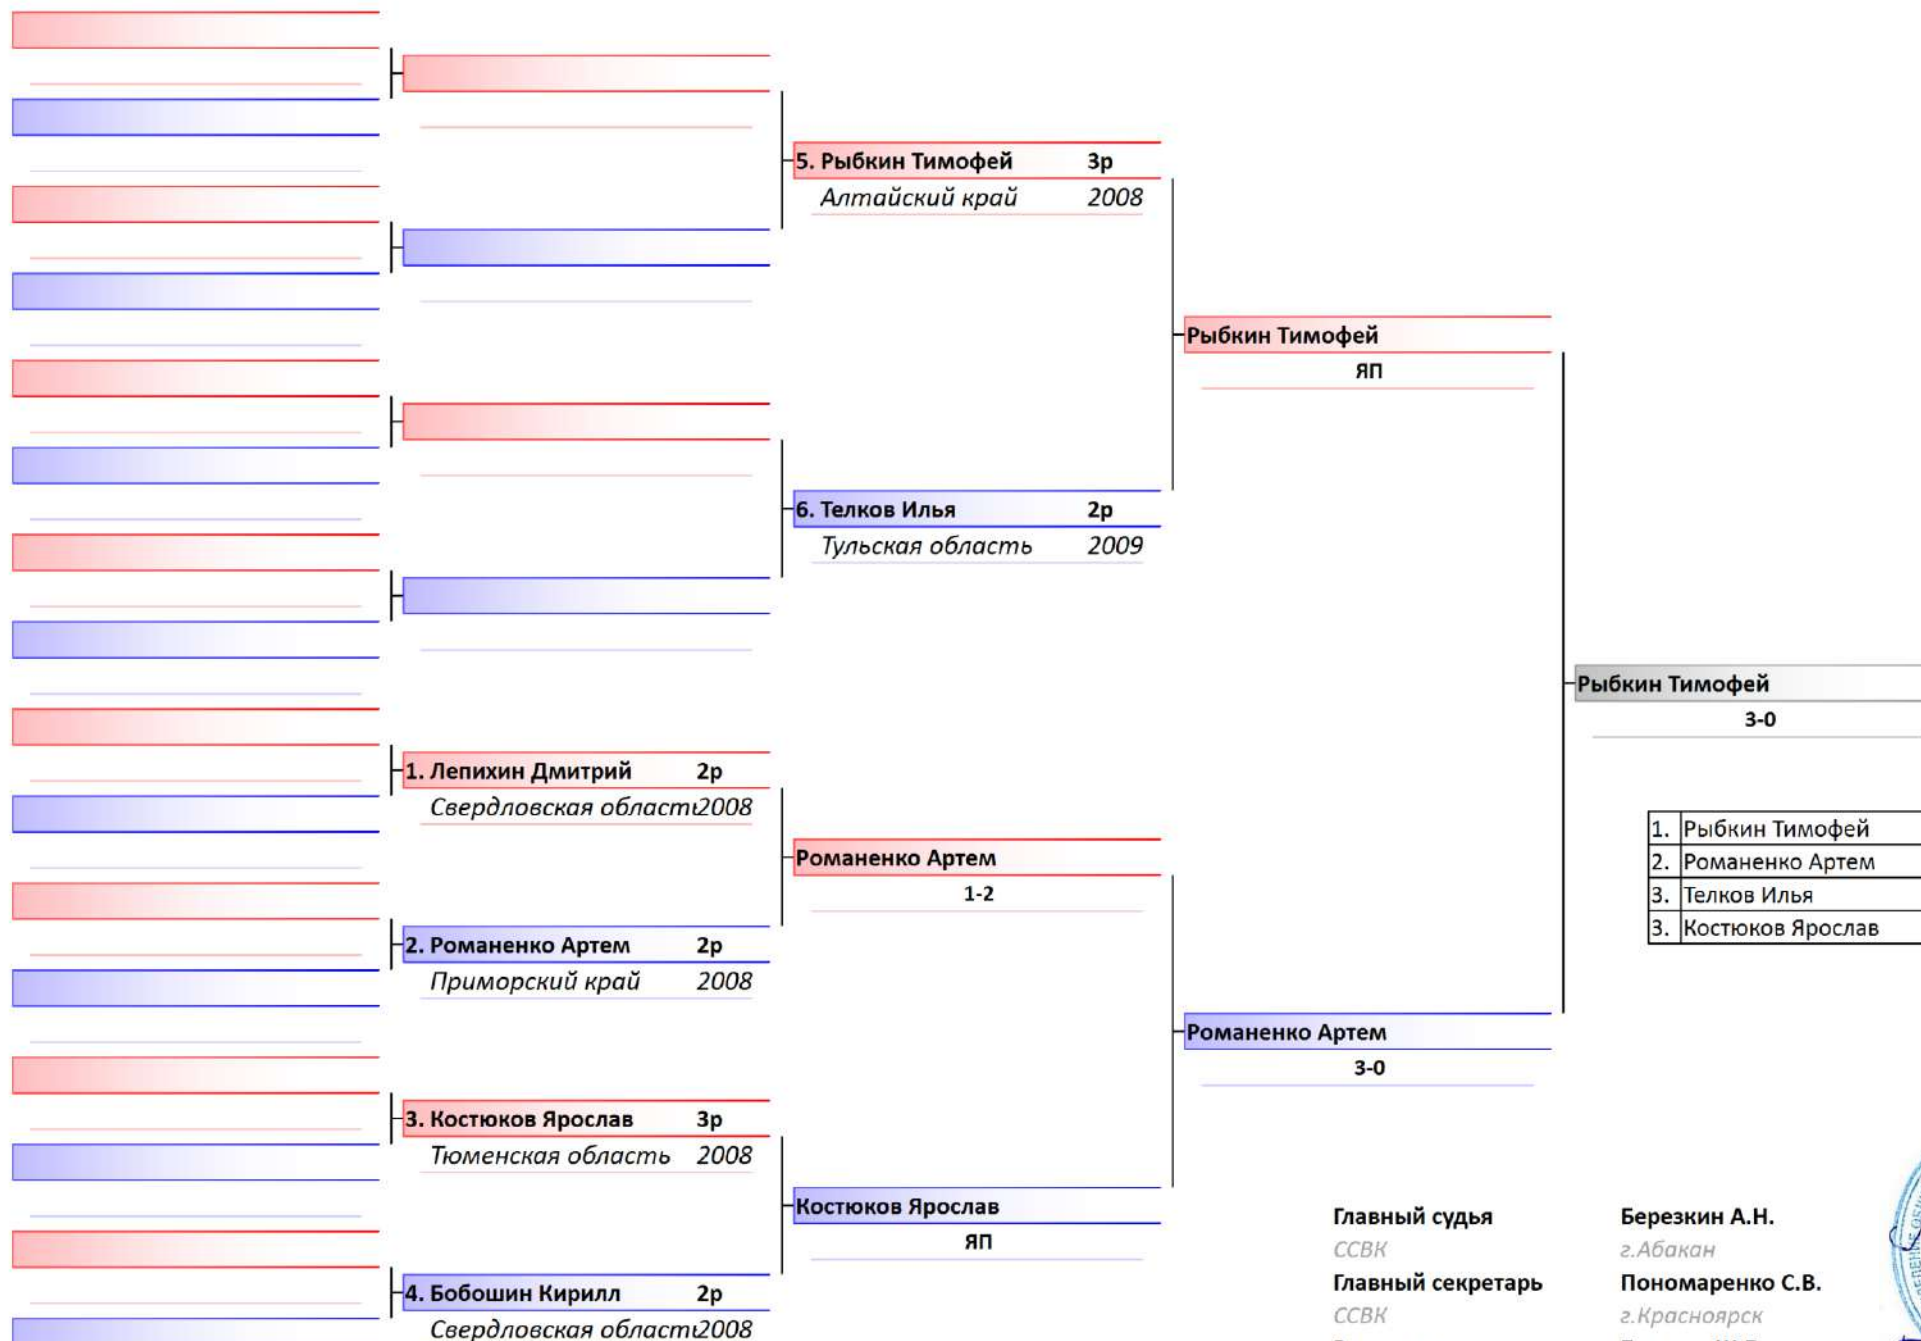 5. Рыбкин Тимофей 3р
Алтайский край 2008
Рыбкин Тимофей
ЯП
6. Телков Илья 2р
Тульская область 2009
Рыбкин Тимофей
3-0
1. Лепихин Дмитрий 2р
Свердловская область 2008
Романенко Артем
1-2
2. Романенко Артем 2р
Приморский край 2008
1. Рыбкин Тимофей
2. Романенко Артем
3. Телков Илья
3. Костюков Ярослав
Романенко Артем
3-0
3. Костюков Ярослав 3р
Тюменская область 2008
Костюков Ярослав
ЯП
4. Бобошин Кирилл 2р
Свердловская область 2008
Главный судья Березкин А.Н.
ССВК г.Абакан
Главный секретарь Пономаренко С.В.
ССВК г.Красноярск